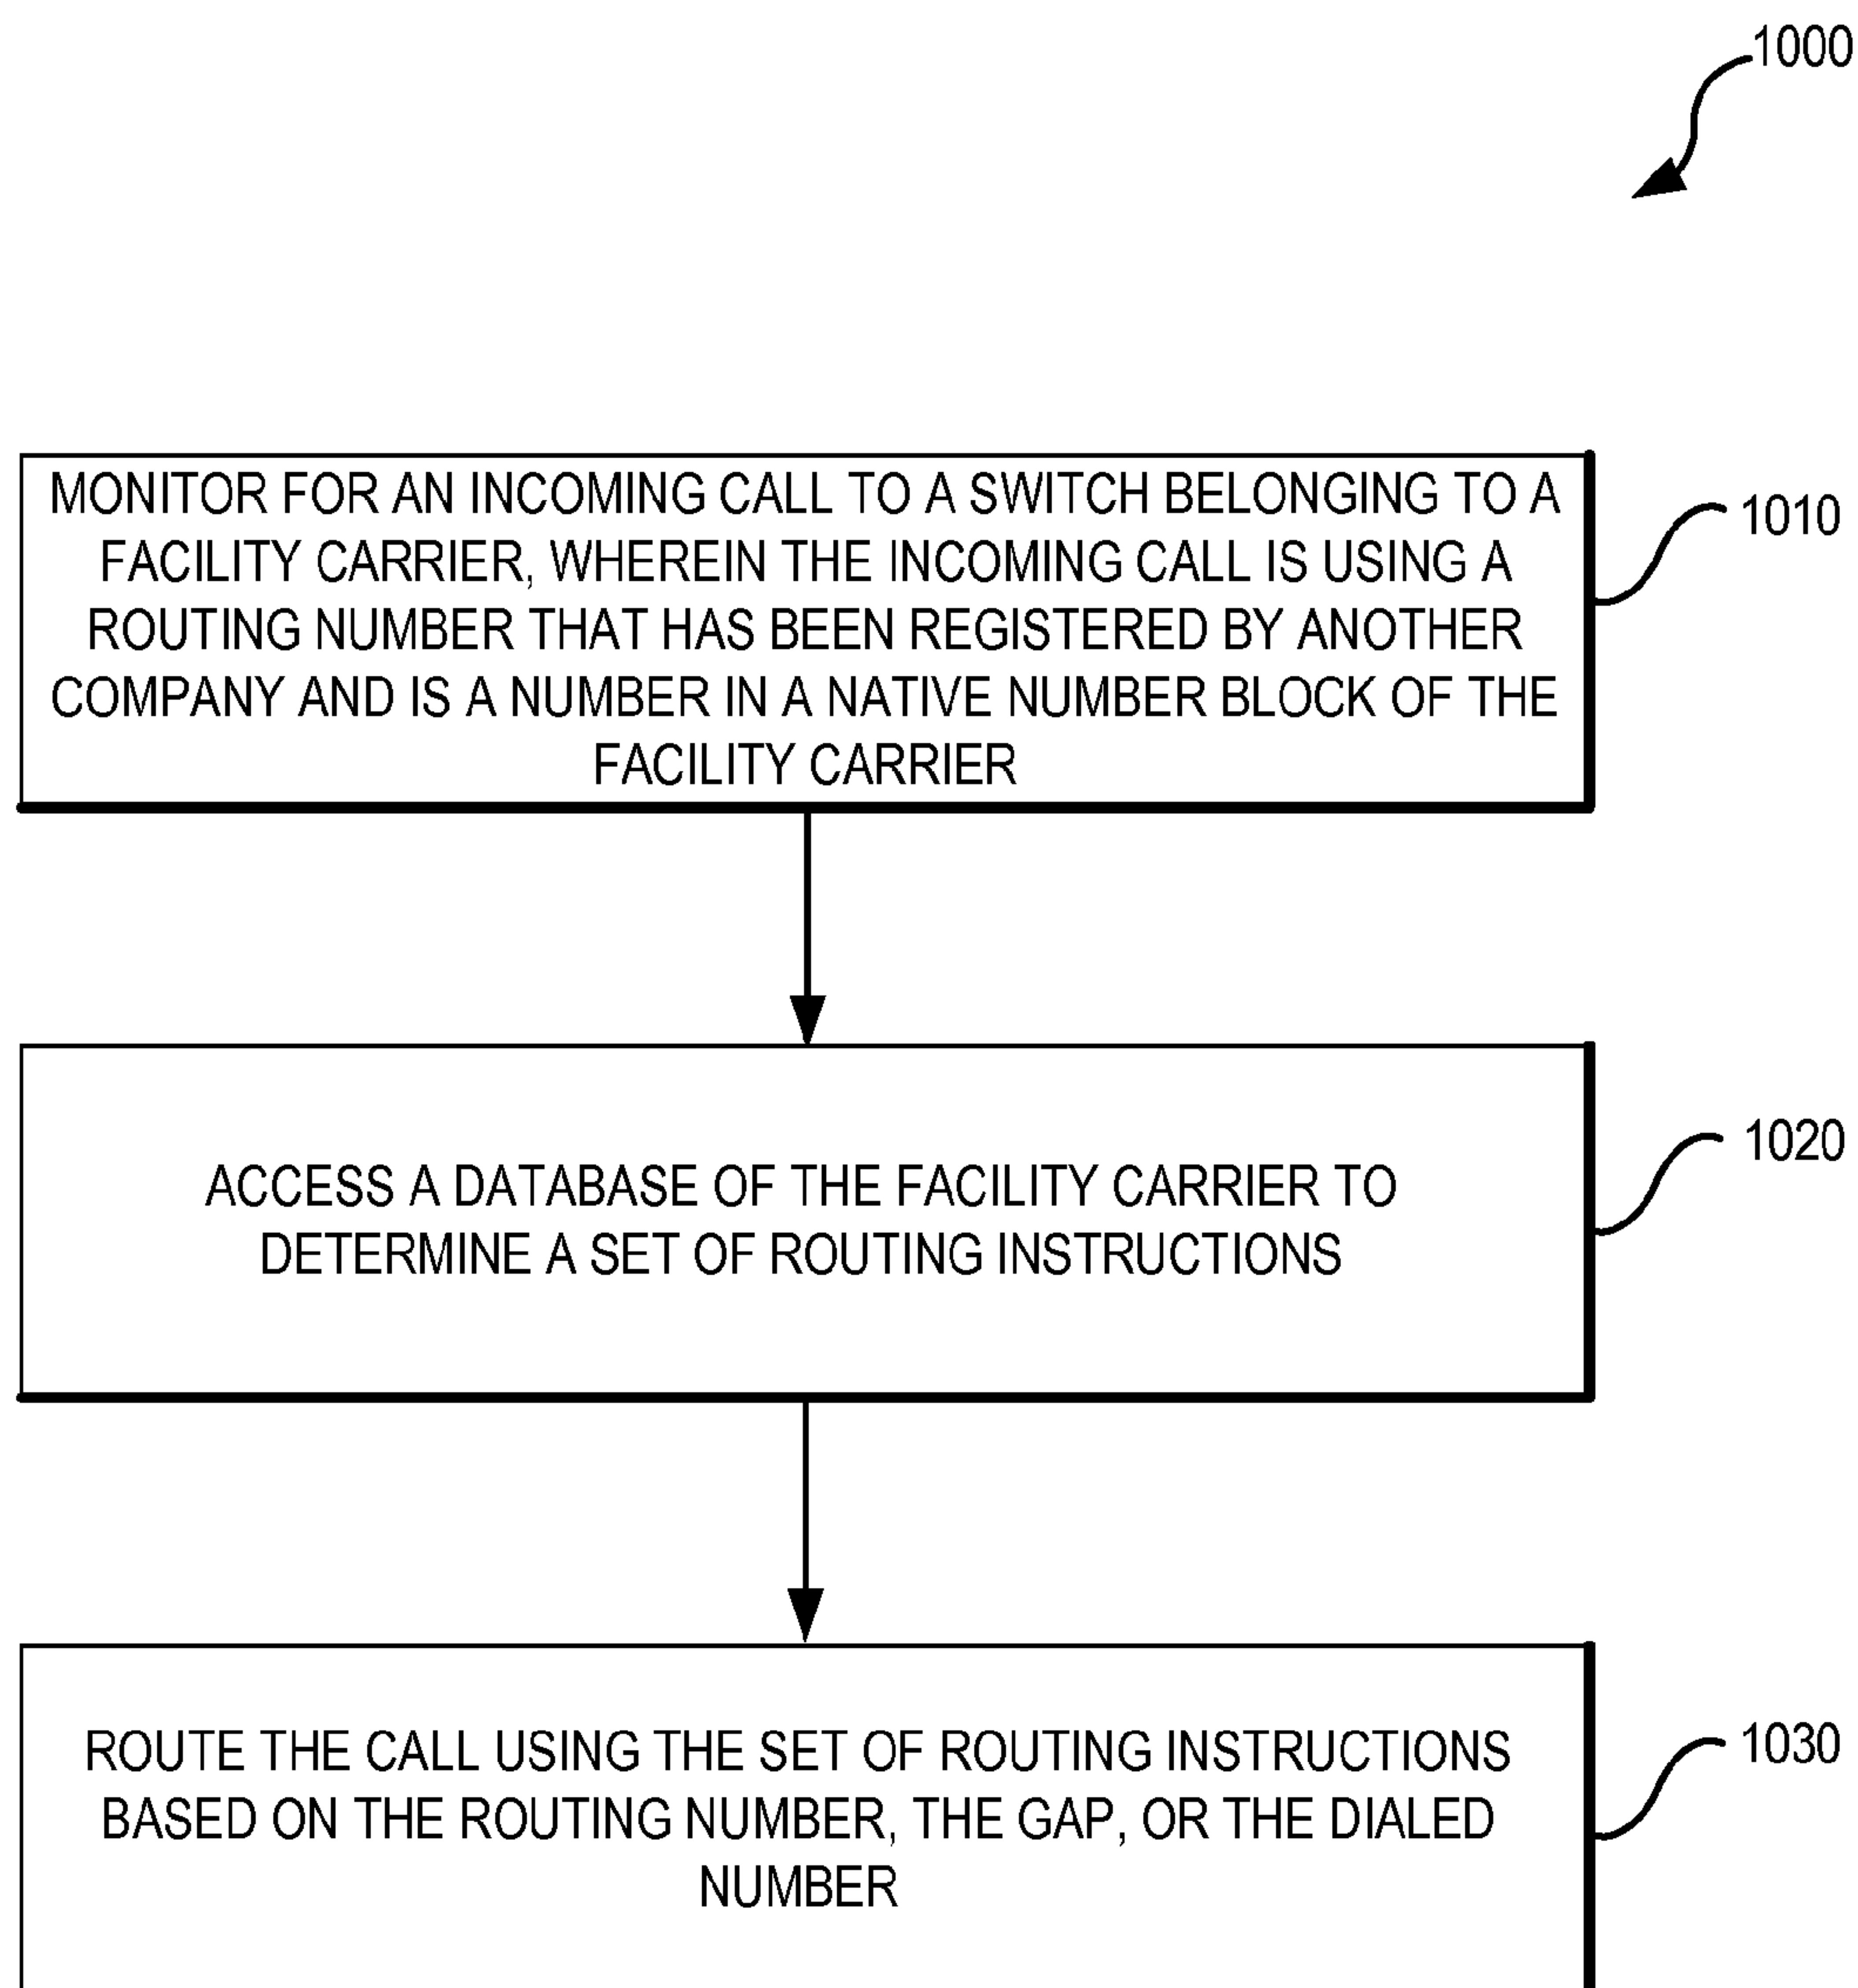 1000
MONITOR FOR AN INCOMING CALL TO A SWITCH BELONGING TO A
FACILITY CARRIER, WHEREIN THE INCOMING CALL IS USING A
ROUTING NUMBER THAT HAS BEEN REGISTERED BY ANOTHER
COMPANY AND IS A NUMBER IN A NATIVE NUMBER BLOCK OF THE
FACILITY CARRIER
1010
ACCESS A DATABASE OF THE FACILITY CARRIER TO
DETERMINE A SET OF ROUTING INSTRUCTIONS
1020
ROUTE THE CALL USING THE SET OF ROUTING INSTRUCTIONS
BASED ON THE ROUTING NUMBER, THE GAP, OR THE DIALED
NUMBER
1030